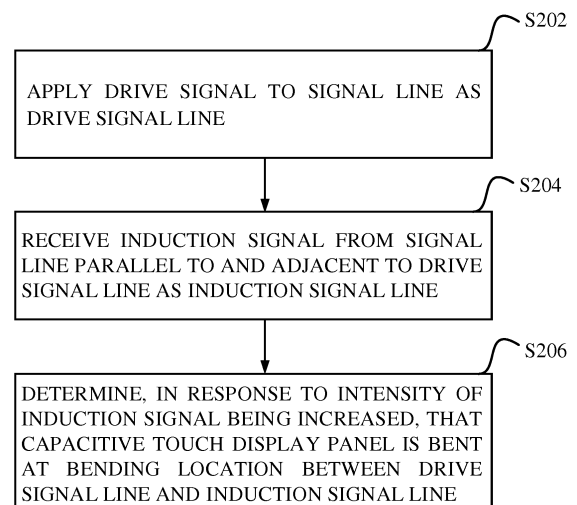 S202
APPLY DRIVE SIGNAL TO SIGNAL LINE AS
DRIVE SIGNAL LINE
S204
RECEIVE INDUCTION SIGNAL FROM SIGNAL
LINE PARALLEL TO AND ADJACENT TO DRIVE
SIGNAL LINE AS INDUCTION SIGNAL LINE
S206
DETERMINE, IN RESPONSE TO INTENSITY OF
INDUCTION SIGNAL BEING INCREASED, THAT
CAPACITIVE TOUCH DISPLAY PANEL IS BENT
AT BENDING LOCATION BETWEEN DRIVE
SIGNAL LINE AND INDUCTION SIGNAL LINE